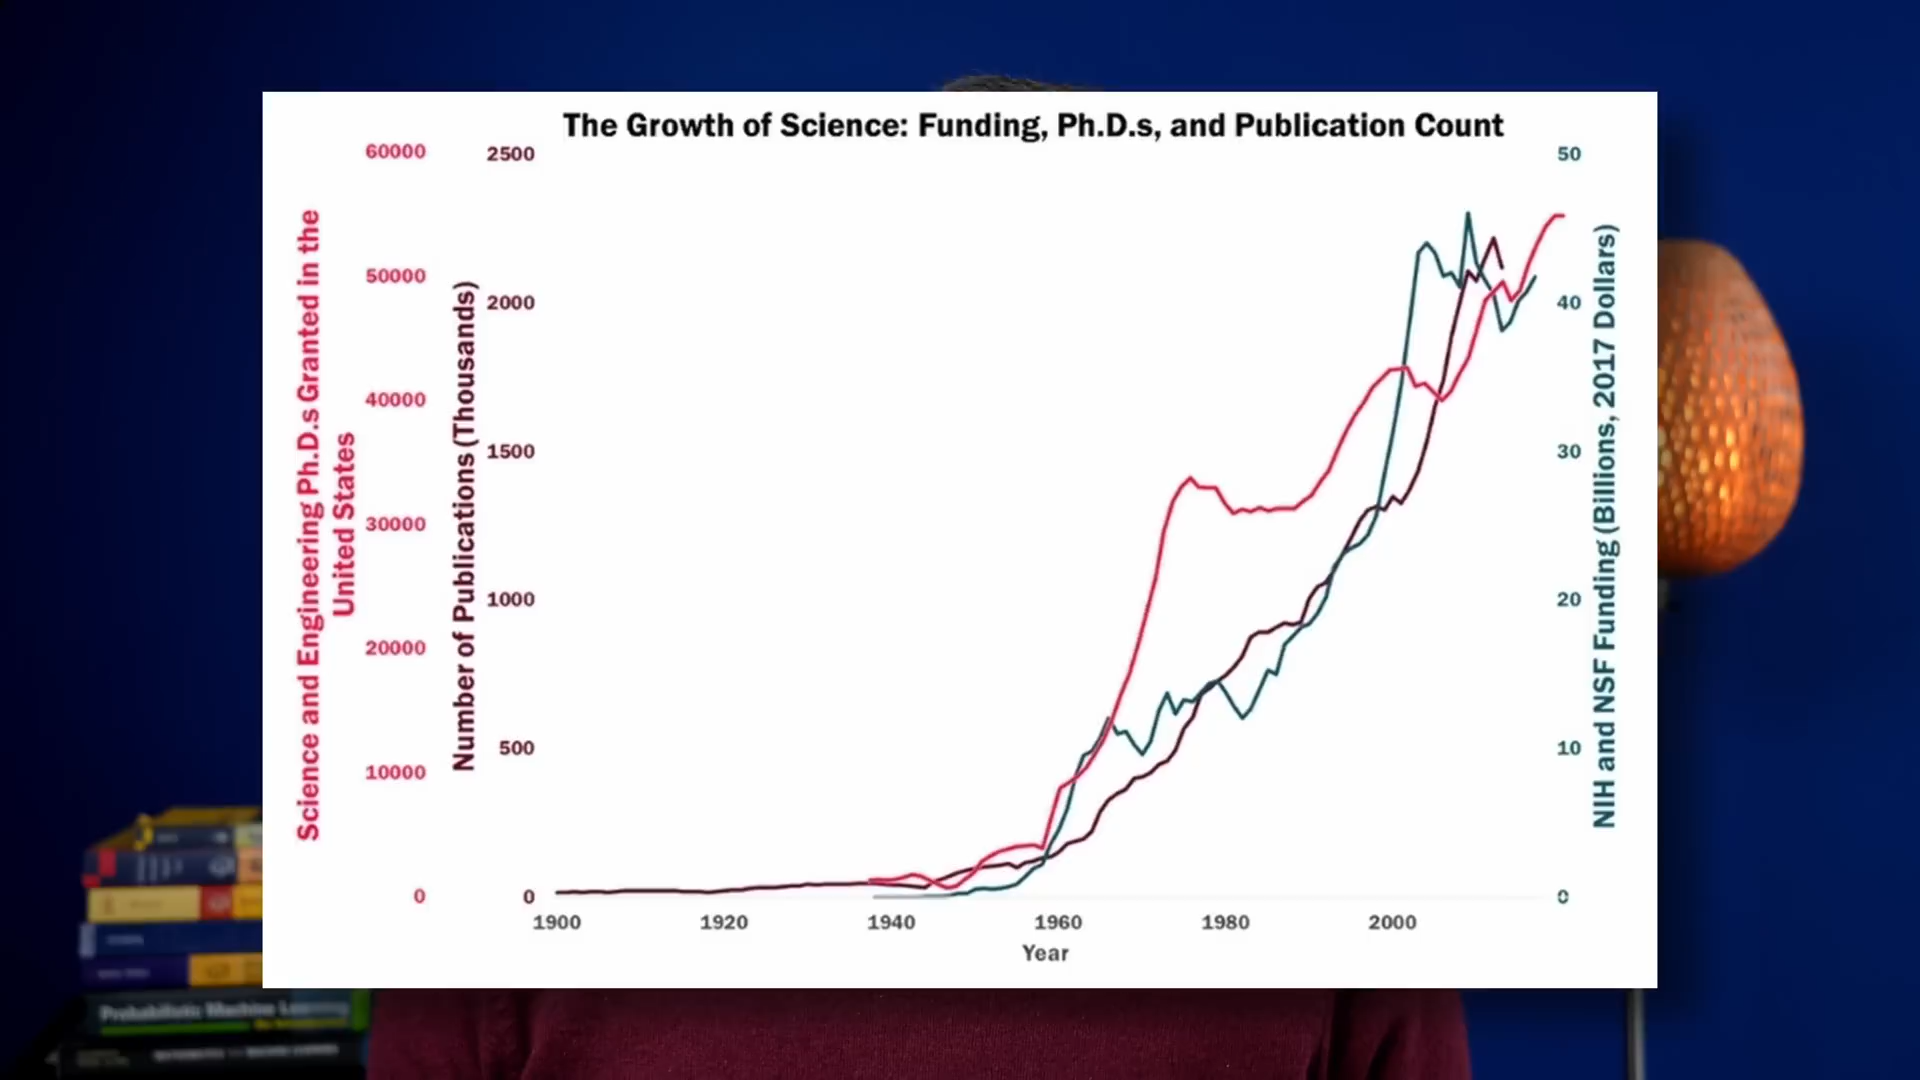 The Growth of Science: Funding, Ph.D.s, and Publication Count
Science and Engineering Ph.D.s Granted in the
United States
60000
50000
40000
30000
20000
10000
0
Number of Publications (Thousands)
2500
2000
1500
1000
500
0
50
40
30
20
10
0
NIH and NSF Funding (Billions, 2017 Dollars)
1900 1920 1940 1960 1980 2000
Year
Probabilistic Machine Learning